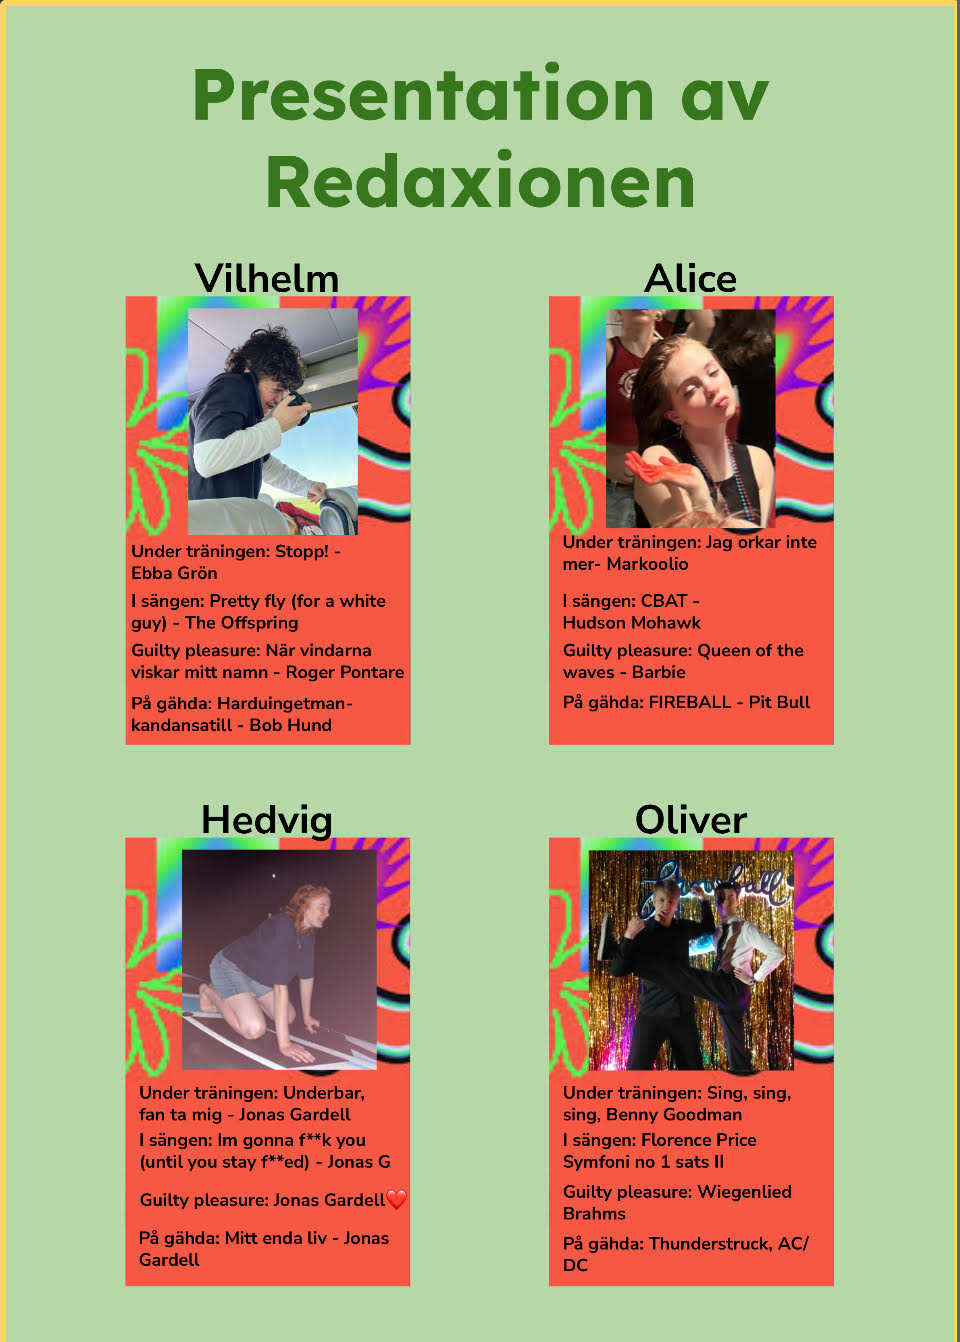 Presentation av
Redaxionen
Vilhelm
Under träningen: Stopp! -
Ebba Grön
I sängen: Pretty fly (for a white
guy) - The Offspring
Guilty pleasure: När vindarna
viskar mitt namn - Roger Pontare
På gähda: Harduingetman-
kandansatill - Bob Hund
Alice
Under träningen: Jag orkar inte
mer- Markoolio
I sängen: CBAT -
Hudson Mohawk
Guilty pleasure: Queen of the
waves - Barbie
På gähda: FIREBALL - Pit Bull
Hedvig
Under träningen: Underbar,
fan ta mig - Jonas Gardell
I sängen: Im gonna f**k you
(until you stay f**ed) - Jonas G
Guilty pleasure: Jonas Gardell❤️
På gähda: Mitt enda liv - Jonas
Gardell
Oliver
Under träningen: Sing, sing,
sing, Benny Goodman
I sängen: Florence Price
Symfoni no 1 sats II
Guilty pleasure: Wiegenlied
Brahms
På gähda: Thunderstruck, AC/
DC